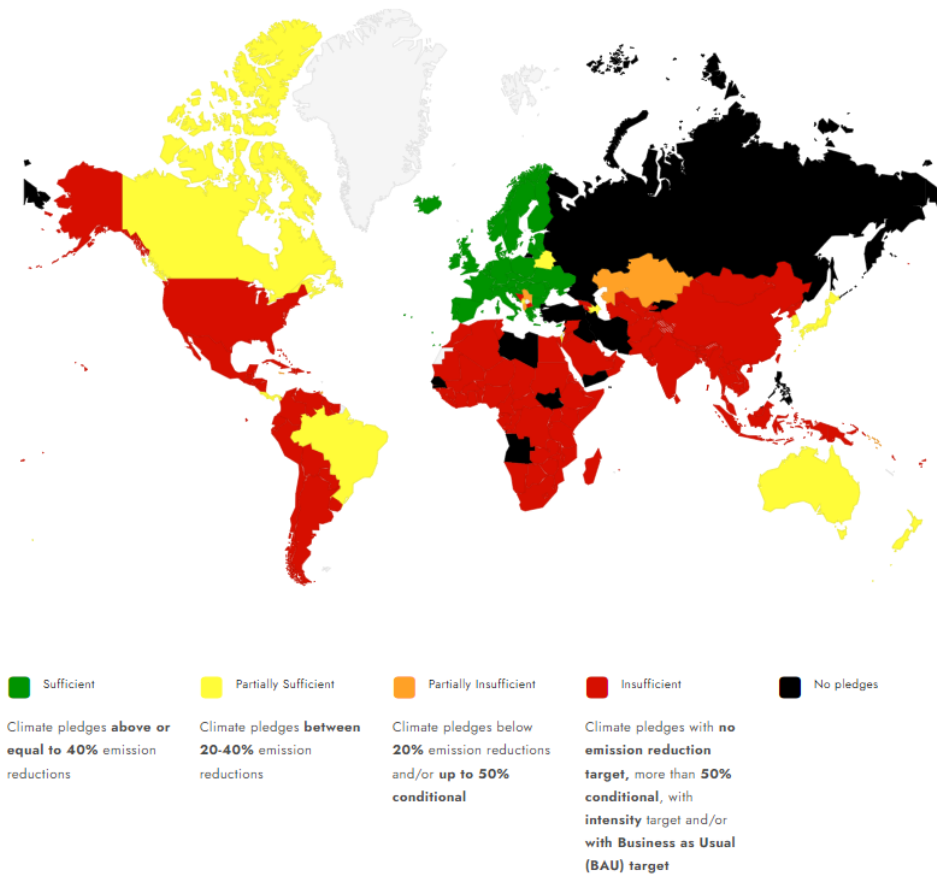 Sufficient
Climate pledges above or
equal to 40% emission
reductions
Partially Sufficient
Climate pledges between
20-40% emission
reductions
Partially Insufficient
Climate pledges below
20% emission reductions
and/or up to 50%
conditional
Insufficient
Climate pledges with no
emission reduction
target, more than 50%
conditional, with
intensity target and/or
with Business as Usual
(BAU) target
No pledges